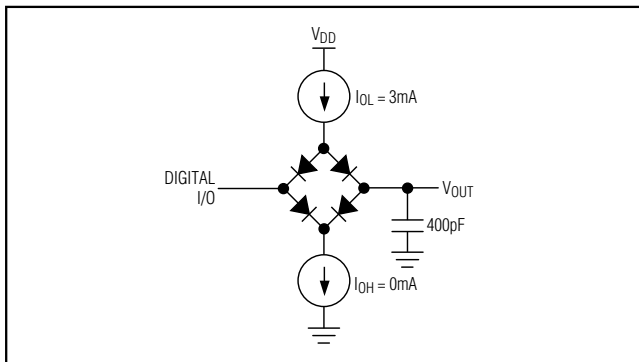 VDD
IOL = 3mA
DIGITAL
I/O
VOUT
400pF
IOH = 0mA